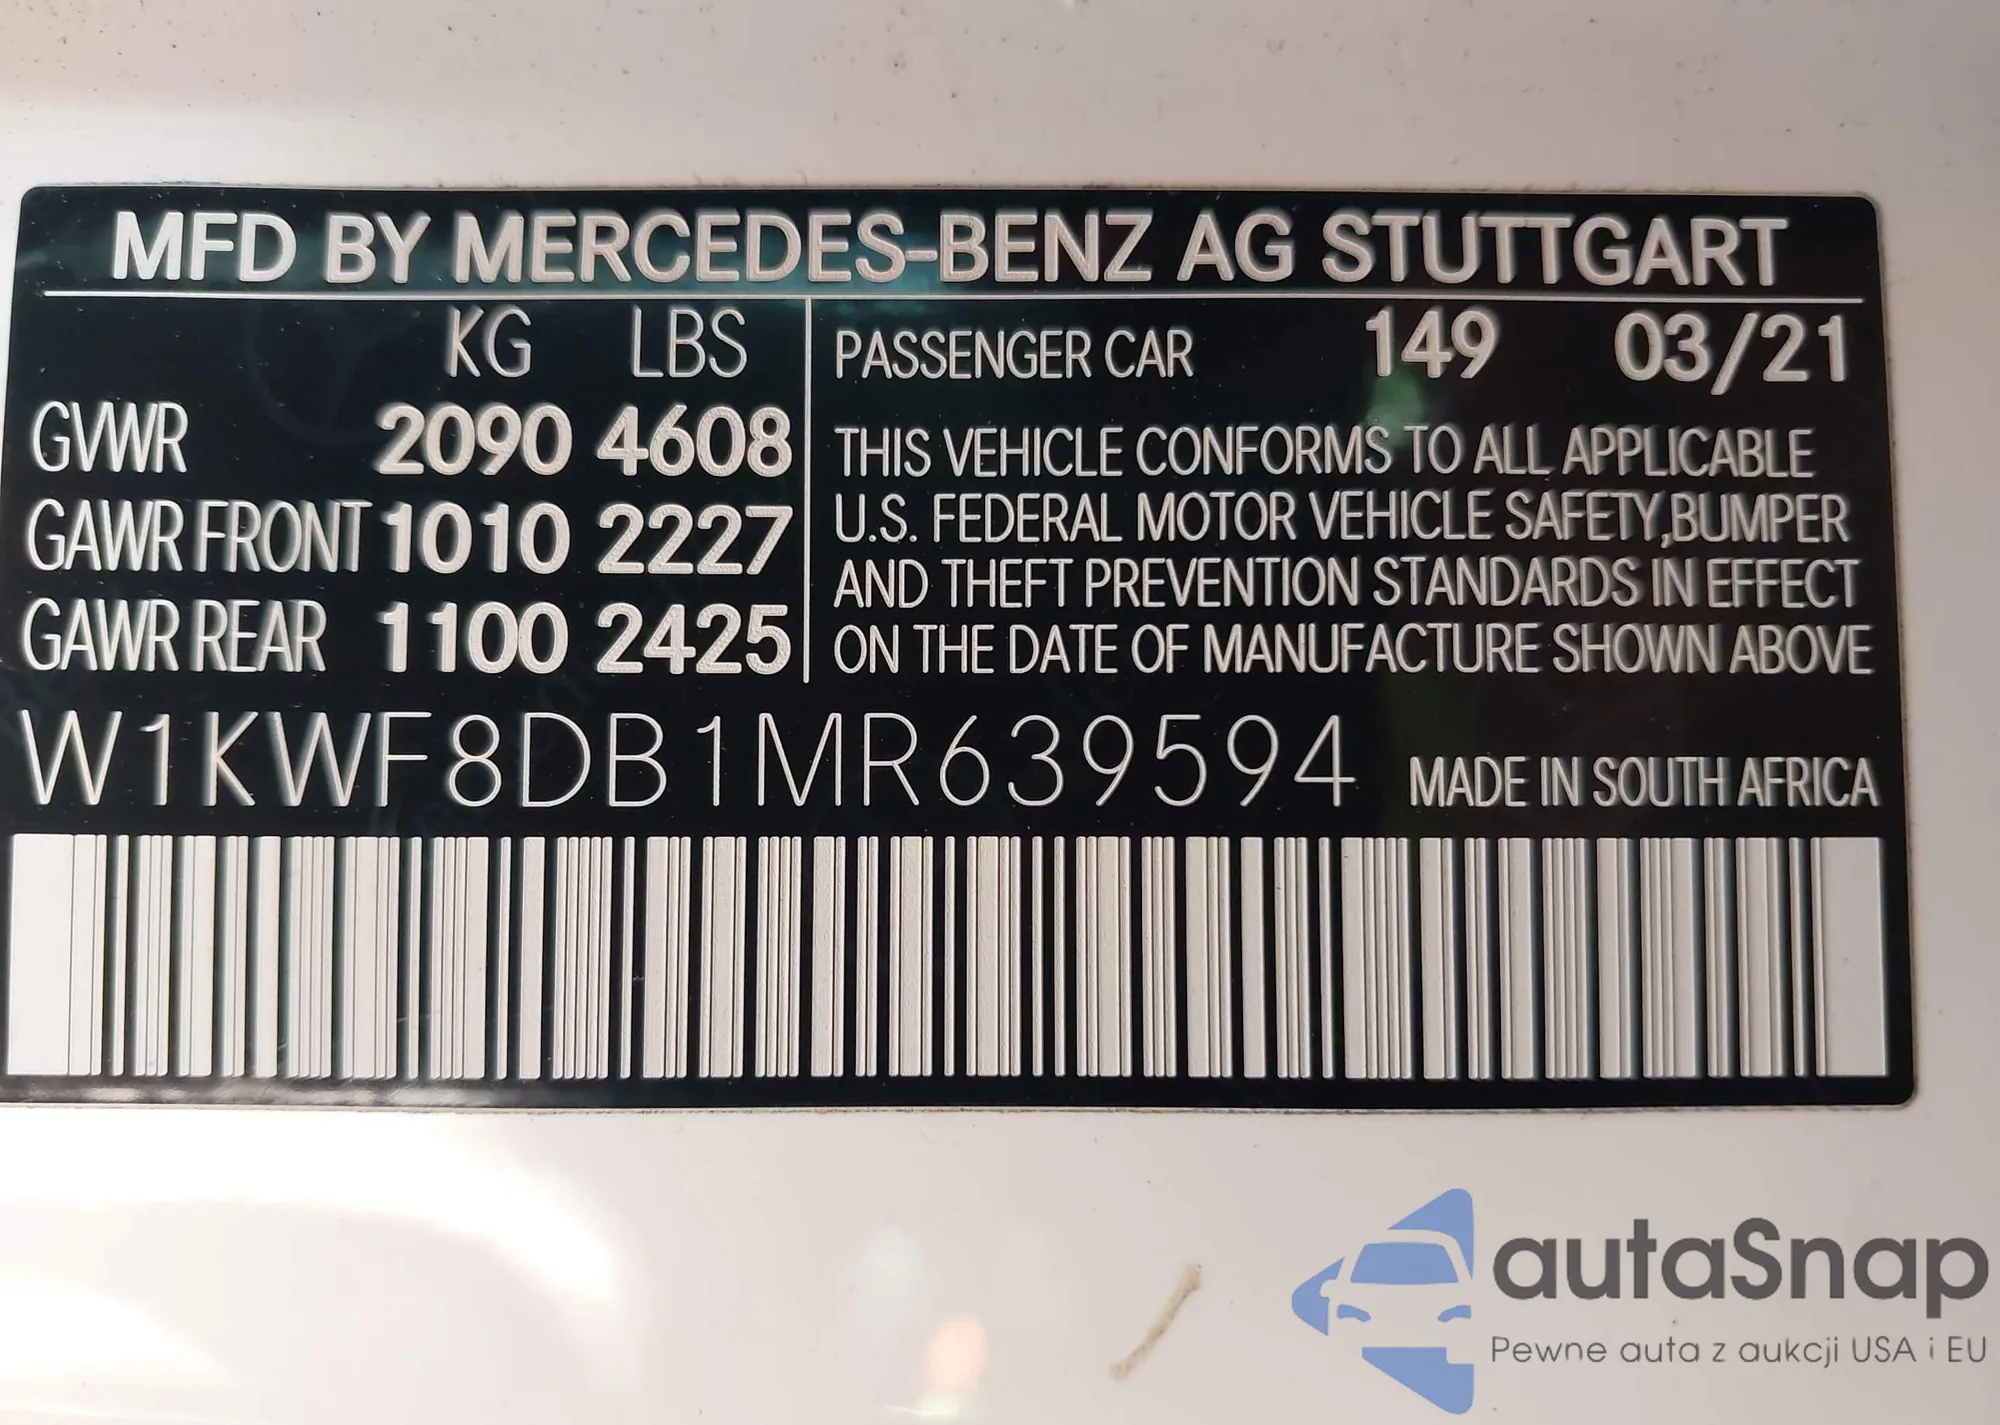 MFD BY MERCEDES-BENZ AG STUTTGART
KG LBS
GVWR 2090 4608
GAWR FRONT 1010 2227
GAWR REAR 1100 2425
PASSENGER CAR 149 03/21
THIS VEHICLE CONFORMS TO ALL APPLICABLE
U.S. FEDERAL MOTOR VEHICLE SAFETY,BUMPER
AND THEFT PREVENTION STANDARDS IN EFFECT
ON THE DATE OF MANUFACTURE SHOWN ABOVE
W1KWF8DB1MR639594 MADE IN SOUTH AFRICA
autaSnap
Pewne auta z aukcji USA i EU